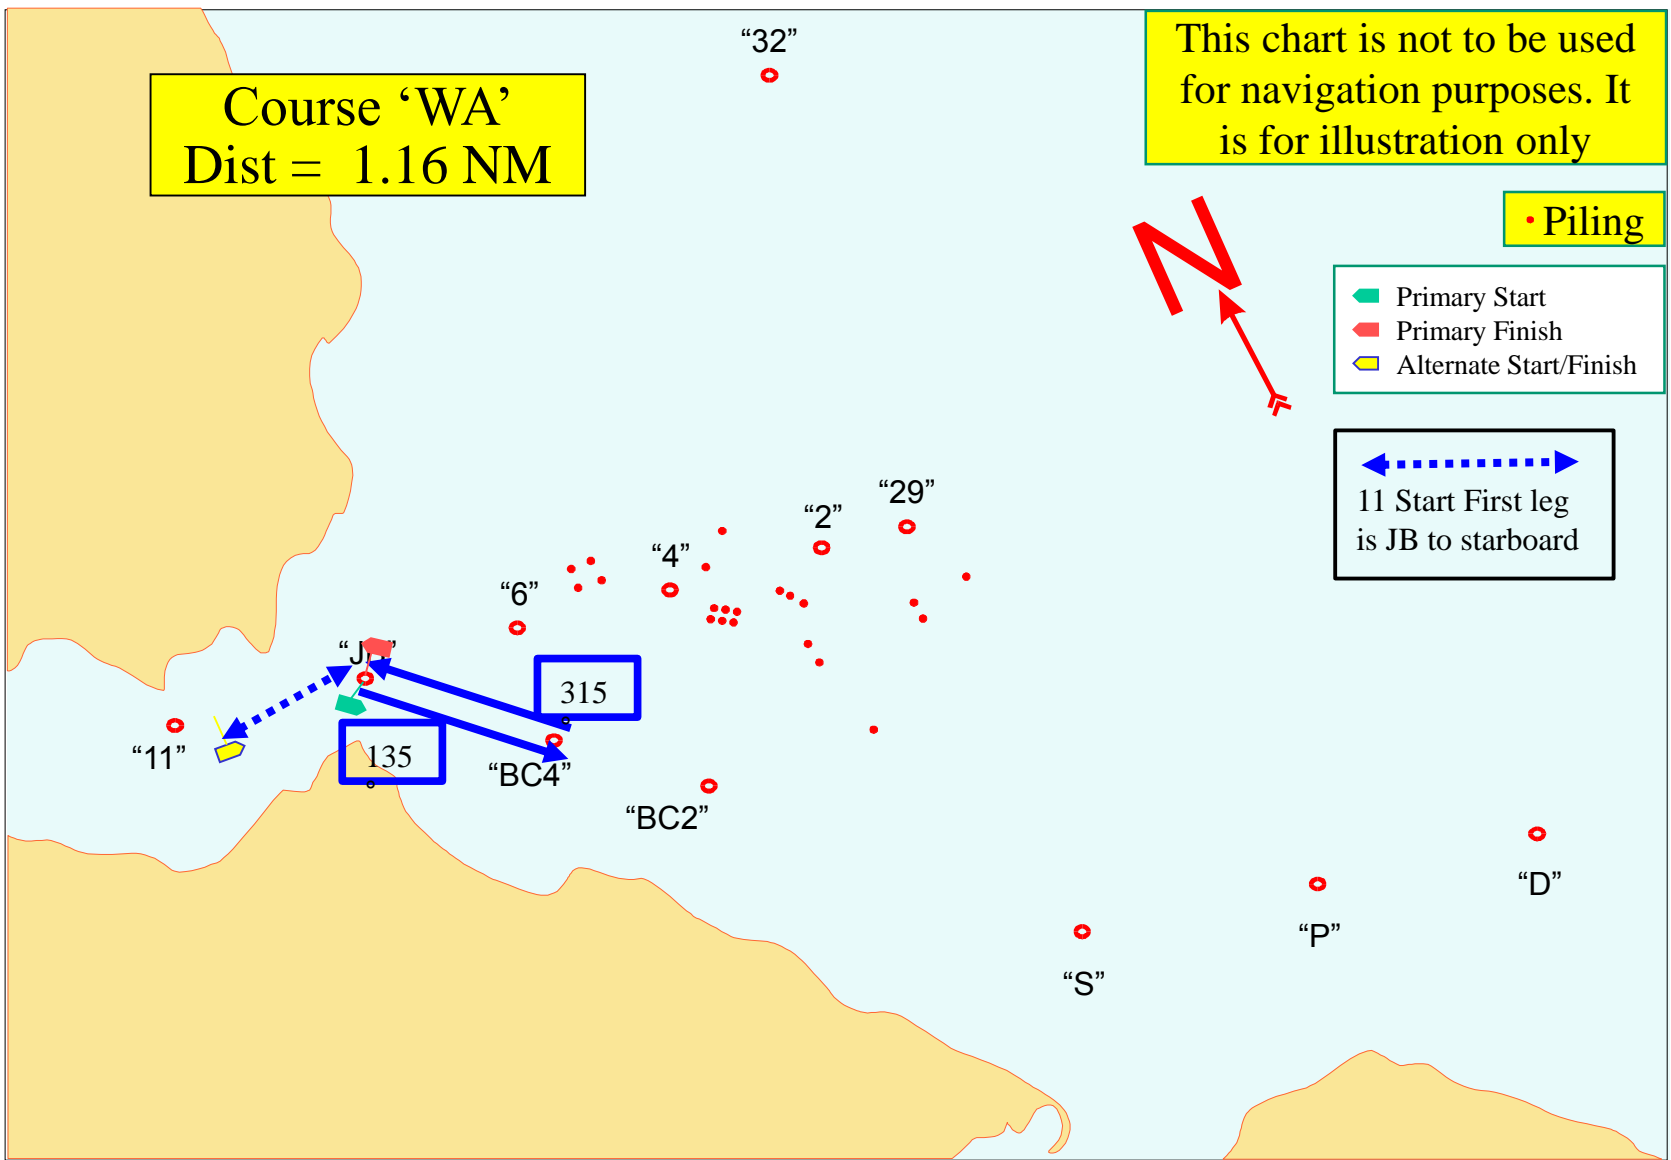 “32”
This chart is not to be used
for navigation purposes. It
is for illustration only
Course ‘WA’
Dist = 1.16 NM
N
Piling
Primary Start
Primary Finish
Alternate Start/Finish
11 Start First leg
is JB to starboard
“29”
“2”
“4”
“6”
315
“11”
135
“BC4”
“BC2”
“D”
“P”
“S”